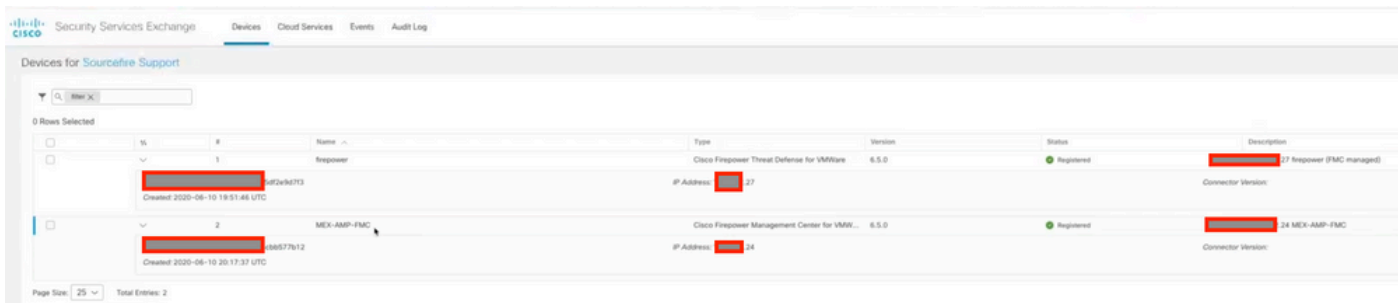 CISCO Security Services Exchange Devices Cloud Services Events Audit Log
Devices for Sourcefire Support
filter X
0 Rows Selected
% # Name Type Version Status Description
1 firepower Cisco Firepower Threat Defense for VMWare 6.5.0 Registered 27 firepower (FMC managed)
5df2e9d7f3 IP Address: .27 Connector Version:
Created: 2020-06-10 19:51:46 UTC
2 MEX-AMP-FMC Cisco Firepower Management Center for VMW... 6.5.0 Registered 24 MEX-AMP-FMC
cbb577b12 IP Address: .24 Connector Version:
Created: 2020-06-10 20:17:37 UTC
Page Size: 25 Total Entries: 2